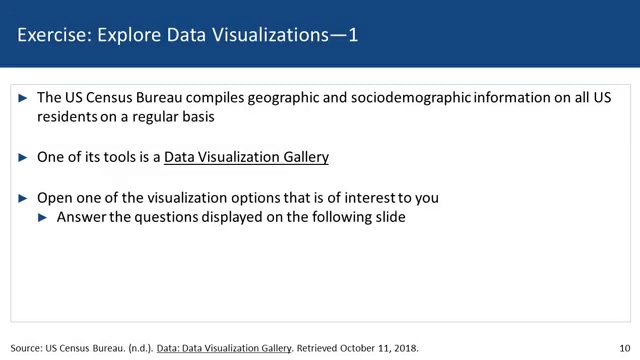 Exercise: Explore Data Visualizations—1
► The US Census Bureau compiles geographic and sociodemographic information on all US
residents on a regular basis
► One of its tools is a Data Visualization Gallery
► Open one of the visualization options that is of interest to you
► Answer the questions displayed on the following slide
Source: US Census Bureau. (n.d.). Data: Data Visualization Gallery. Retrieved October 11, 2018.
10